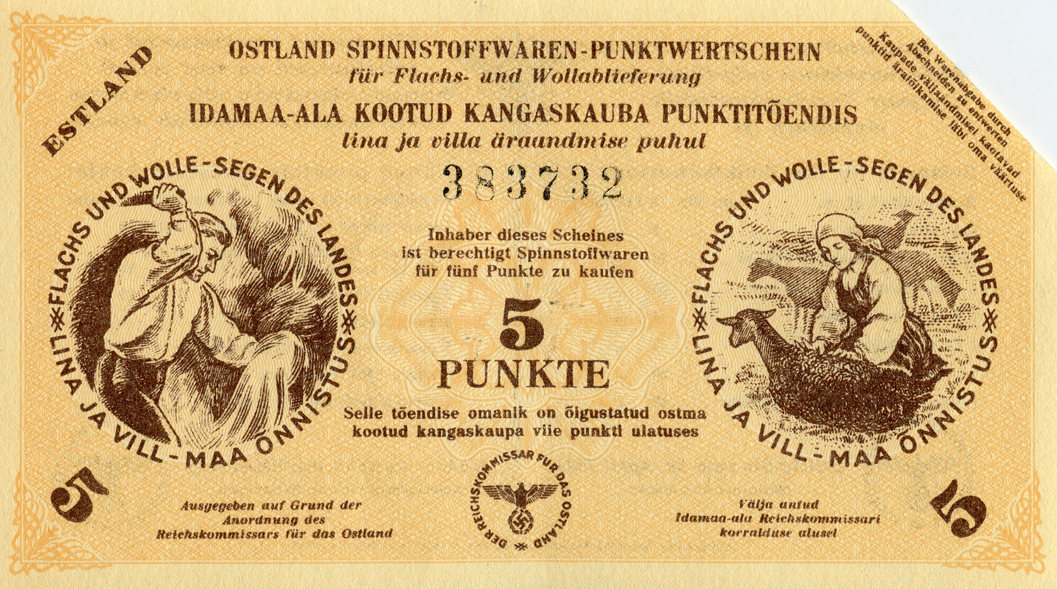 ESTLAND
OSTLAND SPINNSTOFFWAREN-PUNKTWERTSCHEIN
für Flachs- und Wollablieferung
IDAMAA-ALA KOOTUD KANGASKAUBA PUNKTITÕENDIS
lina ja villa äraandmise puhul
Bei Warenabgabe durch
Abschneiden zu entwerten
Kaupade väljaandmisel kaotavad
punktid äralõikamise läbi oma väärtuse
383732
FLACHS UND WOLLE - SEGEN DES LANDES
LINA JA VILL - MAA ÕNNISTUS
Inhaber dieses Scheines
ist berechtigt Spinnstoffwaren
für fünf Punkte zu kaufen
5
PUNKTE
Selle tõendise omanik on õigustatud ostma
kootud kangaskaupa viie punkti ulatuses
FLACHS UND WOLLE - SEGEN DES LANDES
LINA JA VILL - MAA ÕNNISTUS
5
Ausgegeben auf Grund der
Anordnung des
Reichskommissars für das Ostland
DER REICHSKOMMISSAR FÜR DAS OSTLAND
Välja antud
Idamaa-ala Reichskommissari
korralduse alusel
5